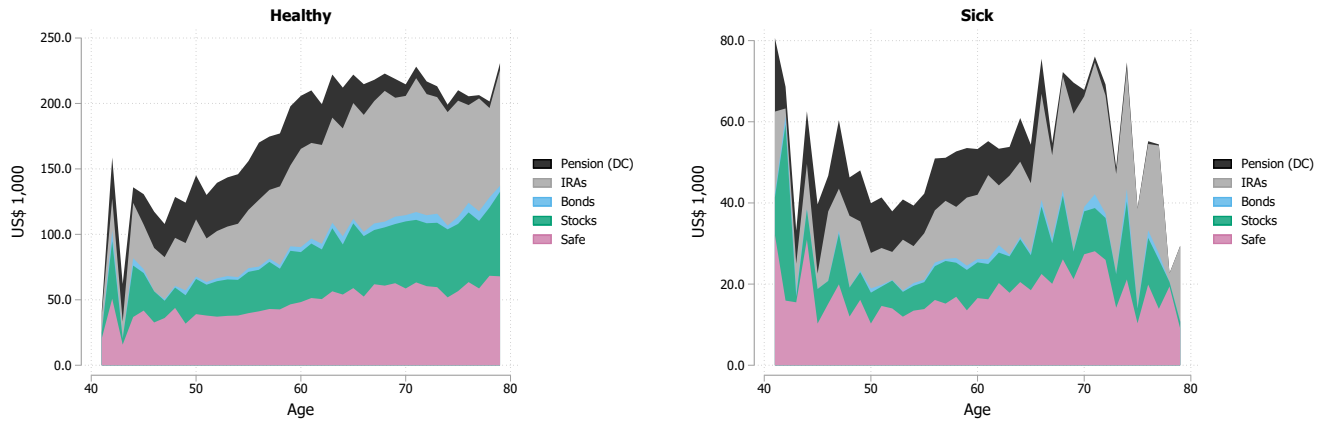 Healthy
US$ 1,000
250.0
200.0
150.0
100.0
50.0
0.0
40
50
60
70
80
Age
Pension (DC)
IRAs
Bonds
Stocks
Safe
Sick
US$ 1,000
80.0
60.0
40.0
20.0
0.0
40
50
60
70
80
Age
Pension (DC)
IRAs
Bonds
Stocks
Safe